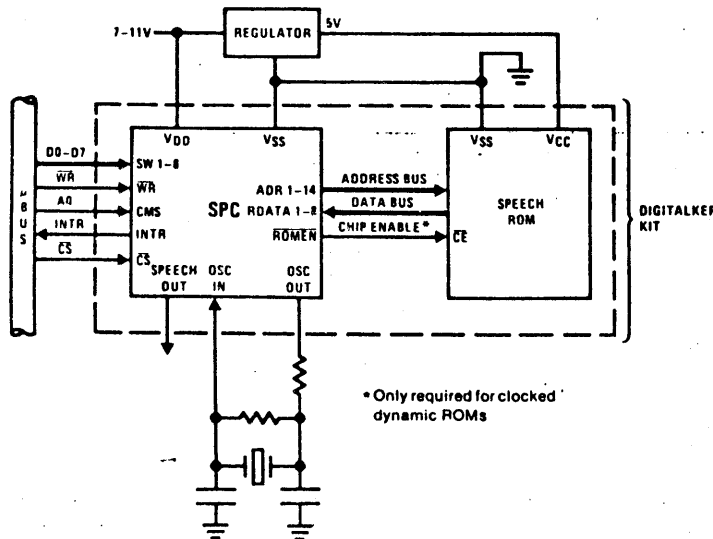 7-11V
REGULATOR
5V
VDD
VSS
VSS
VCC
μBUS
D0-D7
SW 1-8
WR
WR
A0
CMS
INTR
INTR
CS
CS
SPC
ADR 1-14
ADDRESS BUS
RDATA 1-8
DATA BUS
ROMEN
CHIP ENABLE*
CE
SPEECH ROM
SPEECH OUT
OSC IN
OSC OUT
DIGITALKER KIT
* Only required for clocked
dynamic ROMs